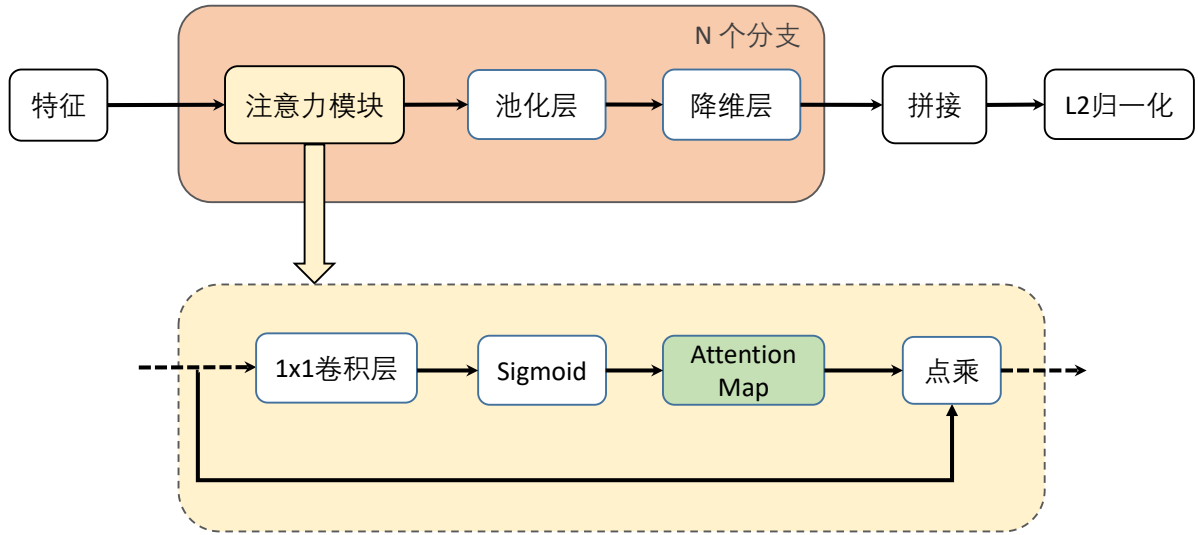 N 个分支
特征
注意力模块
池化层
降维层
拼接
L2归一化
1x1卷积层
Sigmoid
Attention
Map
点乘